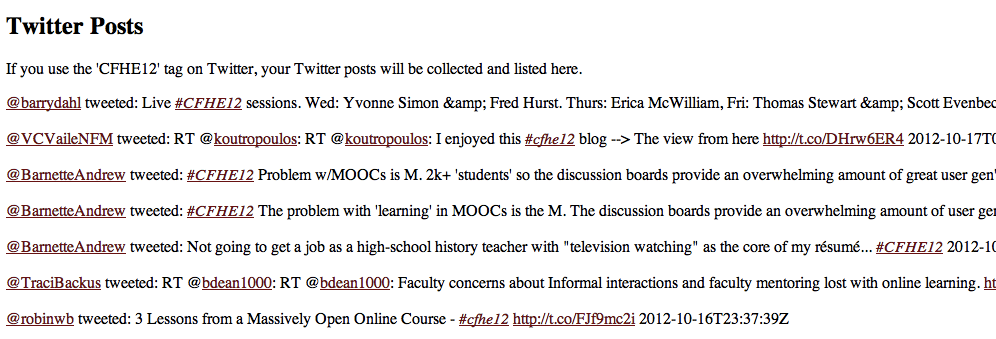 Twitter Posts
If you use the 'CFHE12' tag on Twitter, your Twitter posts will be collected and listed here.
@barrydahl tweeted: Live #CFHE12 sessions. Wed: Yvonne Simon &amp; Fred Hurst. Thurs: Erica McWilliam, Fri: Thomas Stewart &amp; Scott Evenbec
@VCVaileNFM tweeted: RT @koutropoulos: RT @koutropoulos: I enjoyed this #cfhe12 blog --> The view from here http://t.co/DHrw6ER4 2012-10-17T0
@BarnetteAndrew tweeted: #CFHE12 Problem w/MOOCs is M. 2k+ 'students' so the discussion boards provide an overwhelming amount of great user gen'
@BarnetteAndrew tweeted: #CFHE12 The problem with 'learning' in MOOCs is the M. The discussion boards provide an overwhelming amount of user gen
@BarnetteAndrew tweeted: Not going to get a job as a high-school history teacher with "television watching" as the core of my résumé... #CFHE12 2012-10
@TraciBackus tweeted: RT @bdean1000: RT @bdean1000: Faculty concerns about Informal interactions and faculty mentoring lost with online learning. ht
@robinwb tweeted: 3 Lessons from a Massively Open Online Course - #cfhe12 http://t.co/FJf9mc2i 2012-10-16T23:37:39Z